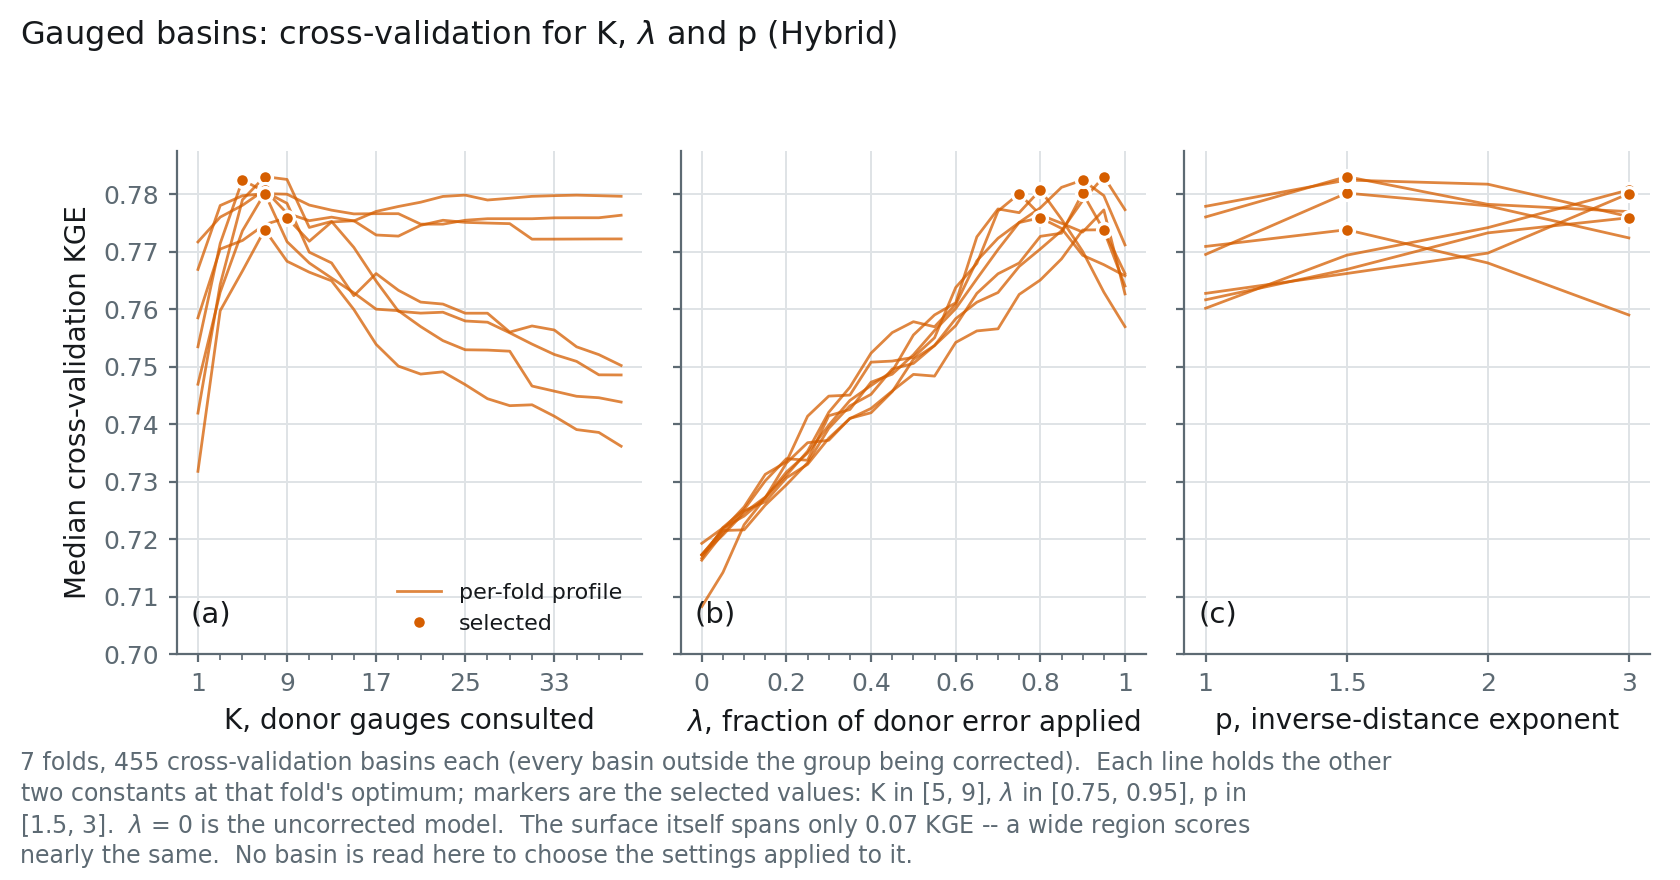 Gauged basins: cross-validation for K, λ and p (Hybrid)
Median cross-validation KGE
0.78
0.77
0.76
0.75
0.74
0.73
0.72
0.71
0.70
per-fold profile
selected
(a)
(b)
(c)
1 9 17 25 33
0 0.2 0.4 0.6 0.8 1
1 1.5 2 3
K, donor gauges consulted
λ, fraction of donor error applied
p, inverse-distance exponent
7 folds, 455 cross-validation basins each (every basin outside the group being corrected).  Each line holds the other
two constants at that fold's optimum; markers are the selected values: K in [5, 9], λ in [0.75, 0.95], p in
[1.5, 3].  λ = 0 is the uncorrected model.  The surface itself spans only 0.07 KGE -- a wide region scores
nearly the same.  No basin is read here to choose the settings applied to it.